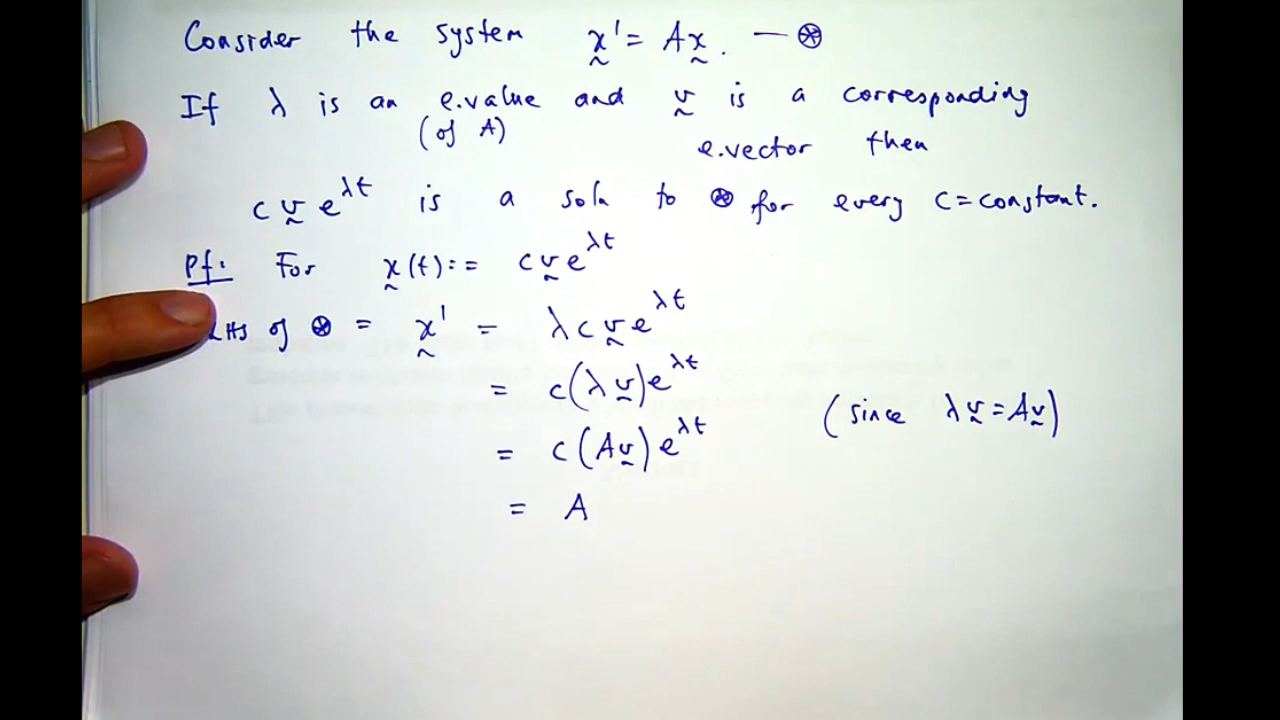 Consider the system x' = Ax. — ⊛
If λ is an e.value and v is a corresponding
(of A) e.vector then
c v e^{λt} is a soln to ⊛ for every c = constant.
Pf: For x(t) := c v e^{λt}
LHS of ⊛ = x' = λ c v e^{λt}
= c(λv)e^{λt}
(since λv = Av)
= c(Av)e^{λt}
= A